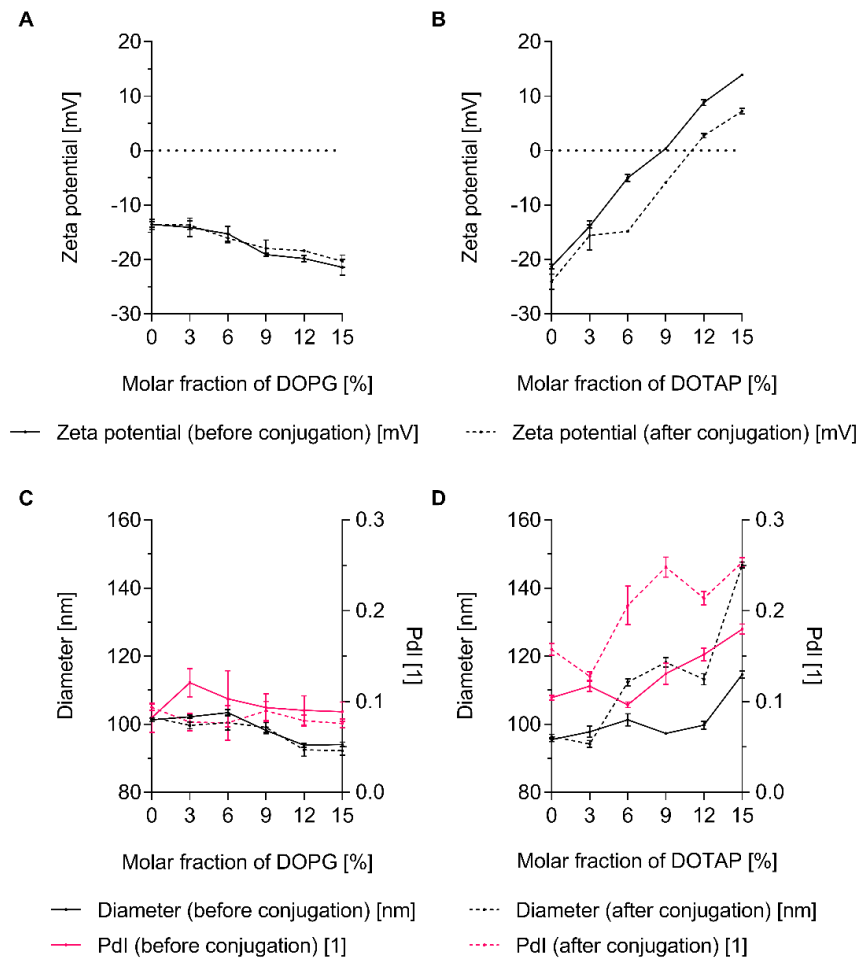 A
B
20
10
0
-10
-20
-30
Zeta potential [mV]
0 3 6 9 12 15
Molar fraction of DOPG [%]
20
10
0
-10
-20
-30
Zeta potential [mV]
0 3 6 9 12 15
Molar fraction of DOTAP [%]
Zeta potential (before conjugation) [mV]
Zeta potential (after conjugation) [mV]
C
D
160
140
120
100
80
Diameter [nm]
0.3
0.2
0.1
0.0
PdI [1]
0 3 6 9 12 15
Molar fraction of DOPG [%]
160
140
120
100
80
Diameter [nm]
0.3
0.2
0.1
0.0
PdI [1]
0 3 6 9 12 15
Molar fraction of DOTAP [%]
Diameter (before conjugation) [nm]
Diameter (after conjugation) [nm]
PdI (before conjugation) [1]
PdI (after conjugation) [1]